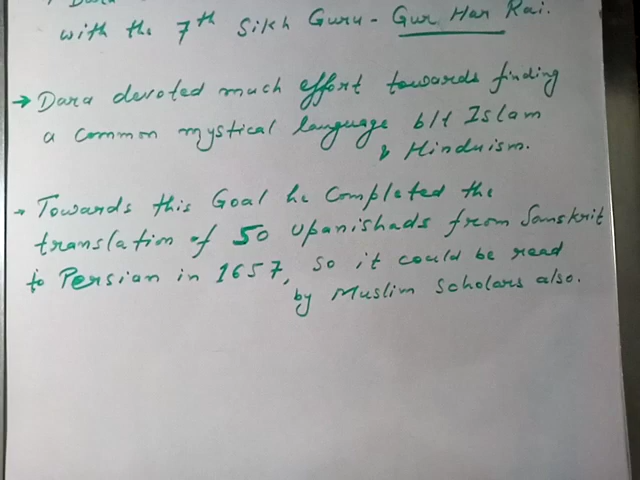 with the 7th Sikh Guru - Gur Har Rai.
→ Dara devoted much effort towards finding
a common mystical language b/t Islam
& Hinduism.
→ Towards this Goal he completed the
translation of 50 Upanishads from Sanskrit
to Persian in 1657, so it could be read
by Muslim Scholars also.